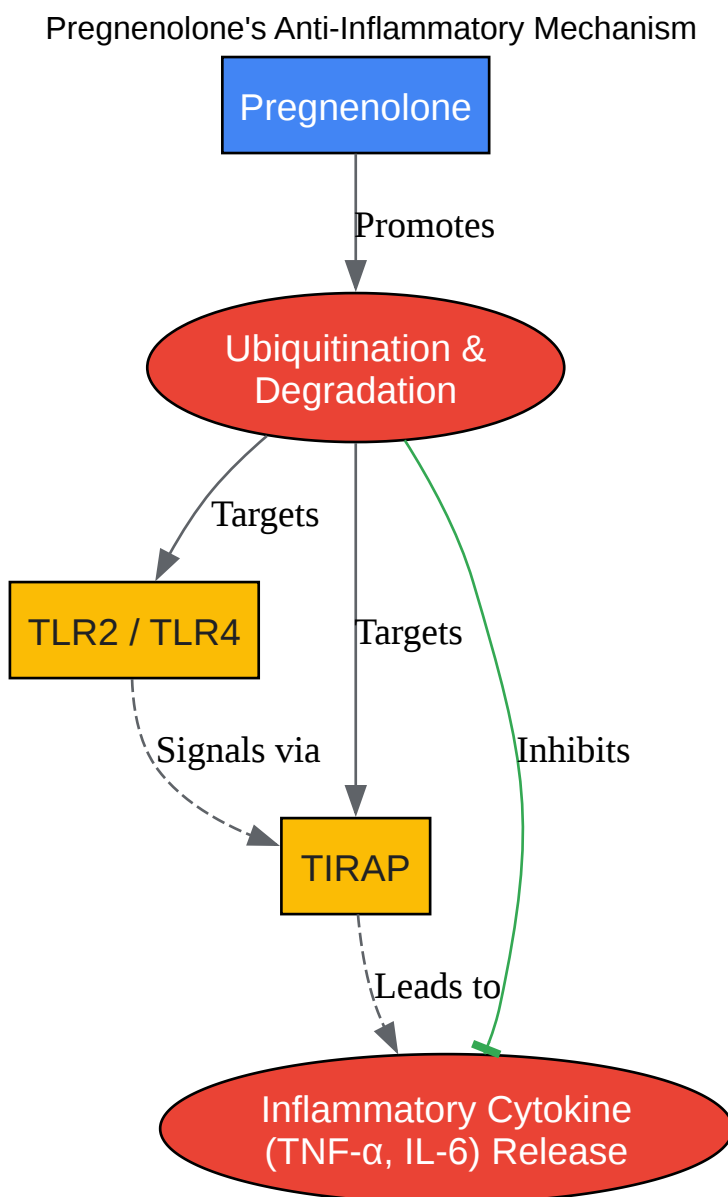 Pregnenolone's Anti-Inflammatory Mechanism
Pregnenolone
Promotes
Ubiquitination &
Degradation
Targets
TLR2 / TLR4
Targets
Signals via
Inhibits
TIRAP
Leads to
Inflammatory Cytokine
(TNF-α, IL-6) Release